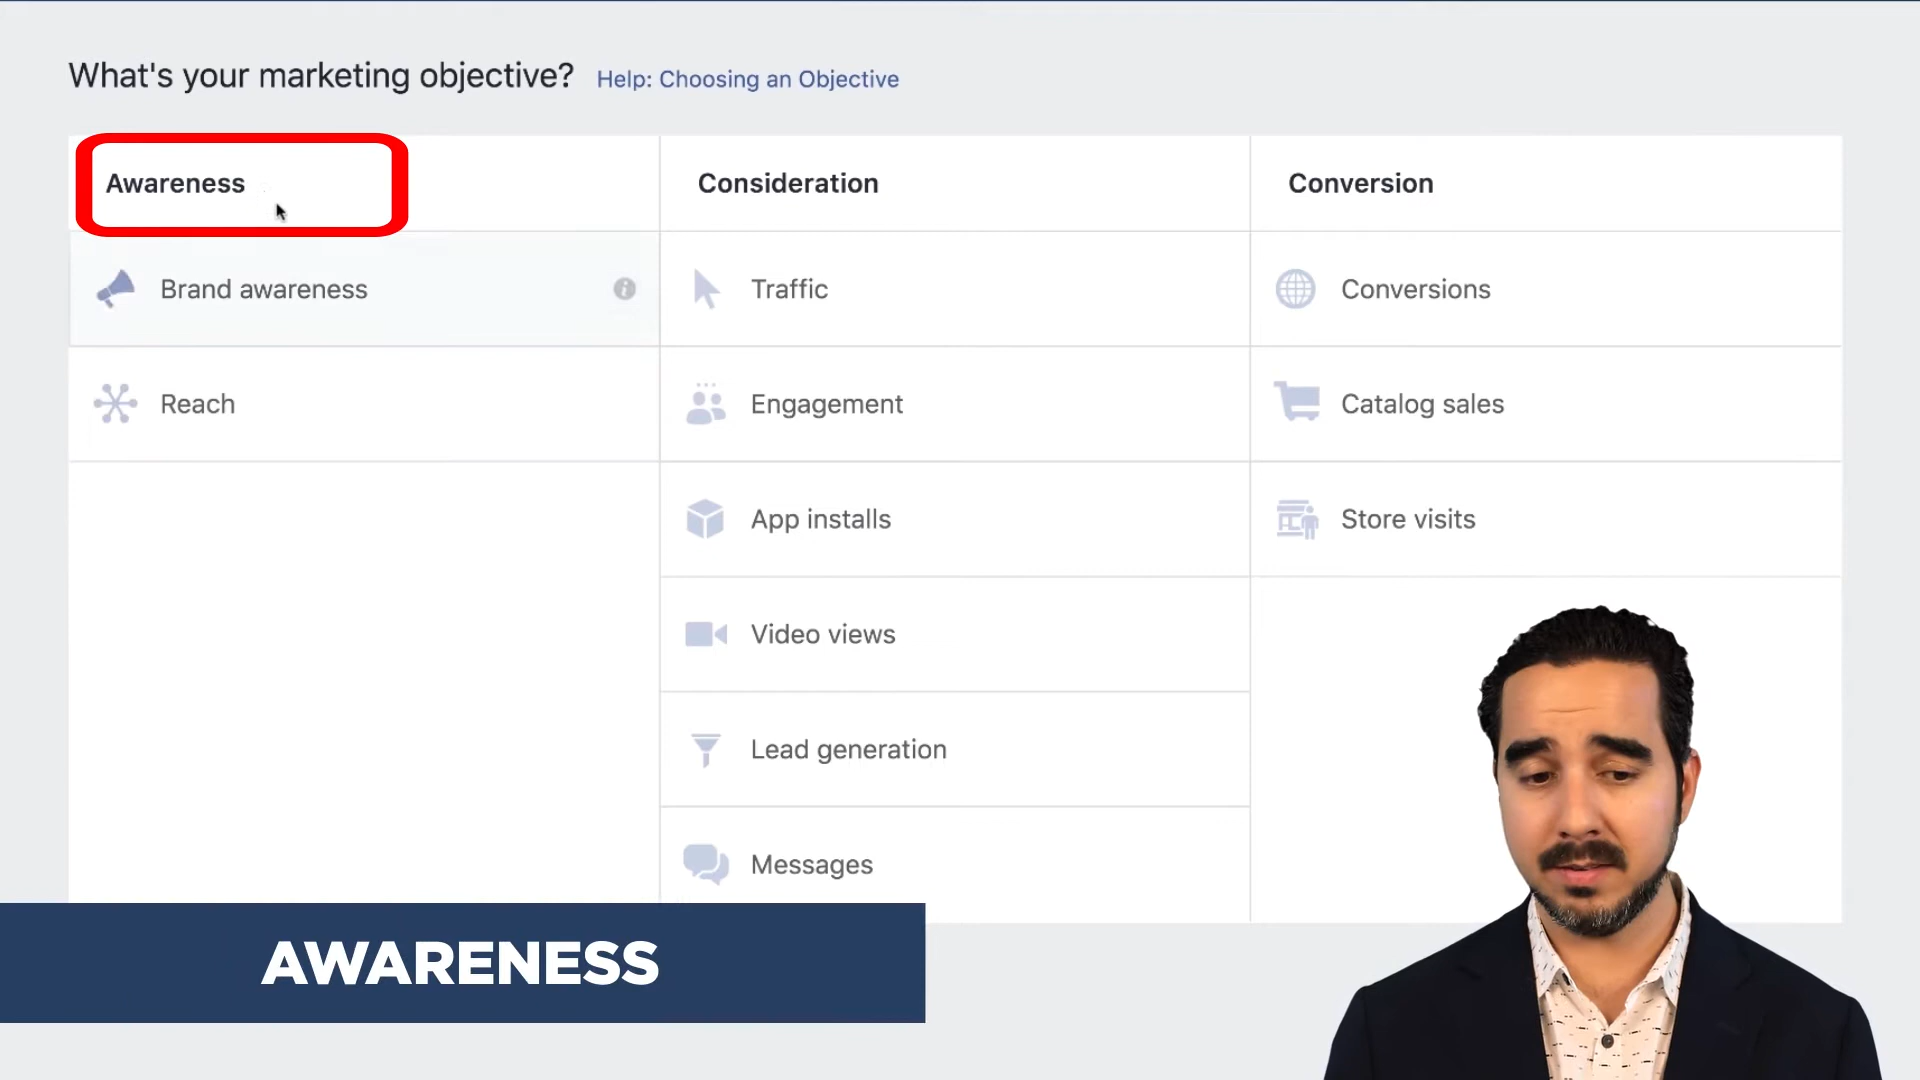 What's your marketing objective? Help: Choosing an Objective
Awareness
Consideration
Conversion
Brand awareness
Traffic
Conversions
Reach
Engagement
Catalog sales
App installs
Store visits
Video views
Lead generation
Messages
AWARENESS